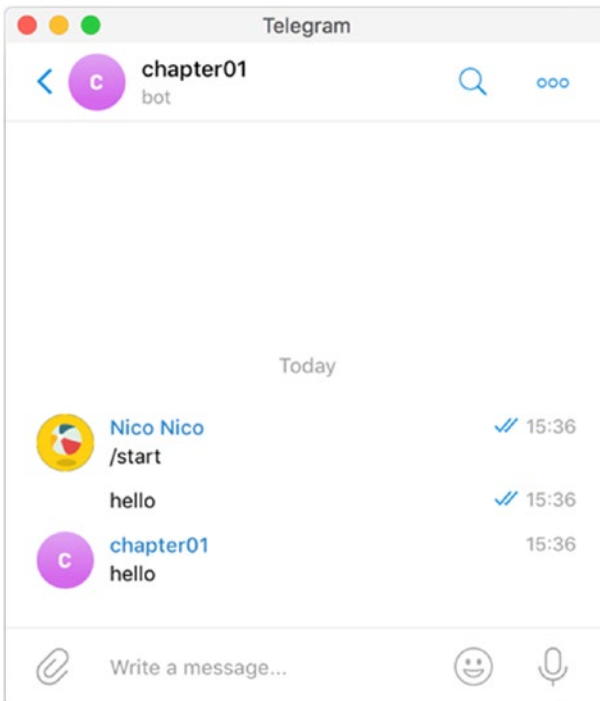 Telegram
C
chapter01
bot
Today
Nico Nico
15:36
/start
hello
15:36
chapter01
15:36
C
hello
Write a message...